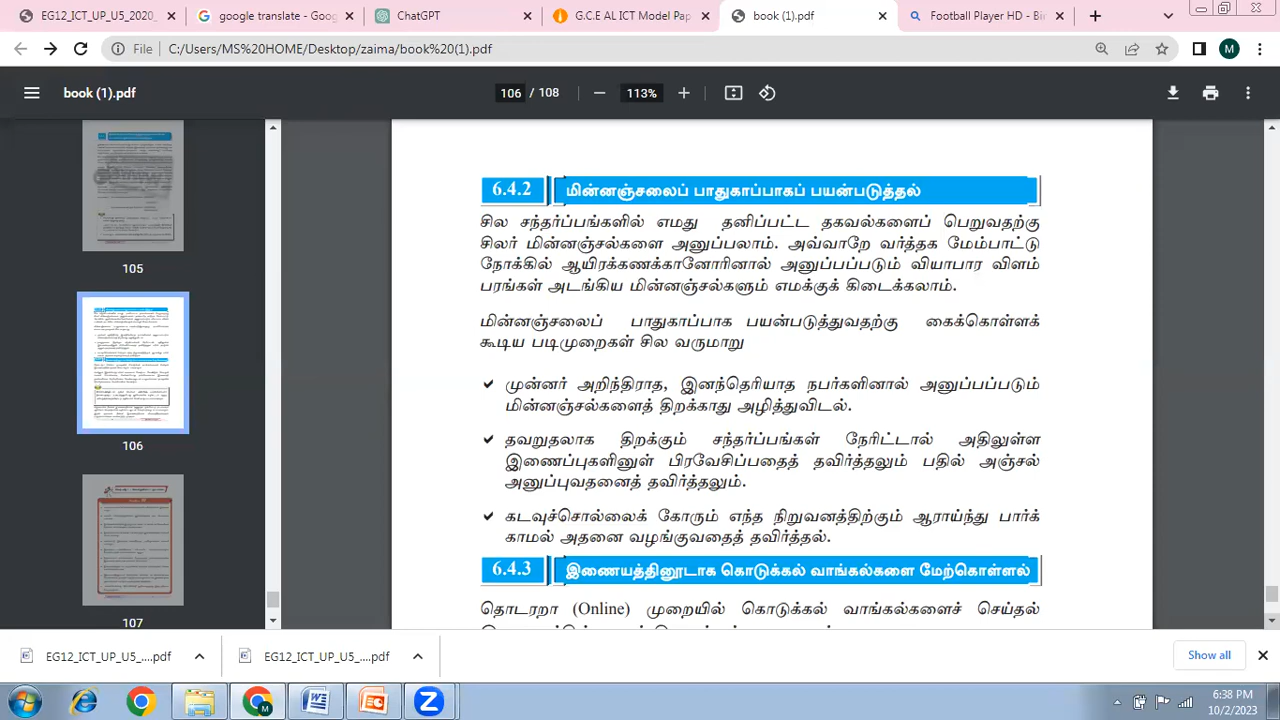 EG12_ICT_UP_U5_2020_
google translate - Goog
ChatGPT
G.C.E AL ICT Model Pap
book (1).pdf
Football Player HD - Bin
File
C:/Users/MS%20HOME/Desktop/zaima/book%20(1).pdf
M
book (1).pdf
106 / 108
113%
105
106
107
6.4.2 மின்னஞ்சலைப் பாதுகாப்பாகப் பயன்படுத்தல்
சில சந்தர்ப்பங்களில் எமது தனிப்பட்ட தகவல்களைப் பெறுவதற்கு
சிலர் மின்னஞ்சல்களை அனுப்பலாம். அவ்வாறே வர்த்தக மேம்பாட்டு
நோக்கில் ஆயிரக்கணக்கானோரினால் அனுப்பப்படும் வியாபார விளம்
பரங்கள் அடங்கிய மின்னஞ்சல்களும் எமக்குக் கிடைக்கலாம்.
மின்னஞ்சலைப் பாதுகாப்பாக பயன்படுத்துவதற்கு கைக்கொள்ளக்
கூடிய படிமுறைகள் சில வருமாறு
✔ முன்னர் அறிந்திராத, இனந்தெரியாத நபர்களினால் அனுப்பப்படும்
மின்னஞ்சல்களைத் திறக்காது அழித்துவிடல்.
✔ தவறுதலாக திறக்கும் சந்தர்ப்பங்கள் நேரிட்டால் அதிலுள்ள
இணைப்புகளினுள் பிரவேசிப்பதைத் தவிர்த்தலும் பதில் அஞ்சல்
அனுப்புவதனைத் தவிர்த்தலும்.
✔ கடவுச்சொல்லைக் கோரும் எந்த நிறுவனத்திற்கும் ஆராய்ந்து பார்க்
காமல் அதனை வழங்குவதைத் தவிர்த்தல்.
6.4.3 இணையத்தினூடாக கொடுக்கல் வாங்கல்களை மேற்கொள்ளல்
தொடரறா (Online) முறையில் கொடுக்கல் வாங்கல்களைச் செய்தல்
EG12_ICT_UP_U5_....pdf
EG12_ICT_UP_U5_....pdf
Show all
6:38 PM
10/2/2023